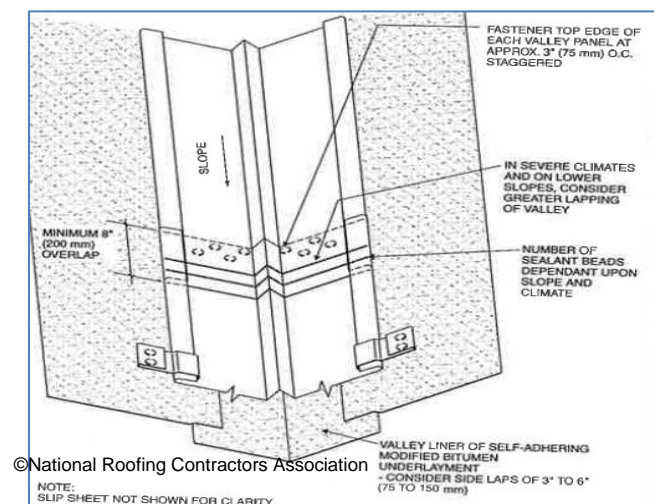 FASTENER TOP EDGE OF
EACH VALLEY PANEL AT
APPROX. 3" (75 mm) O.C.
STAGGERED
SLOPE
IN SEVERE CLIMATES
AND ON LOWER
SLOPES, CONSIDER
GREATER LAPPING
OF VALLEY
MINIMUM 8"
(200 mm)
OVERLAP
NUMBER OF
SEALANT BEADS
DEPENDANT UPON
SLOPE AND
CLIMATE
VALLEY LINER OF SELF-ADHERING
MODIFIED BITUMEN
UNDERLAYMENT
- CONSIDER SIDE LAPS OF 3" TO 6"
(75 TO 150 mm)
©National Roofing Contractors Association
NOTE:
SLIP SHEET NOT SHOWN FOR CLARITY